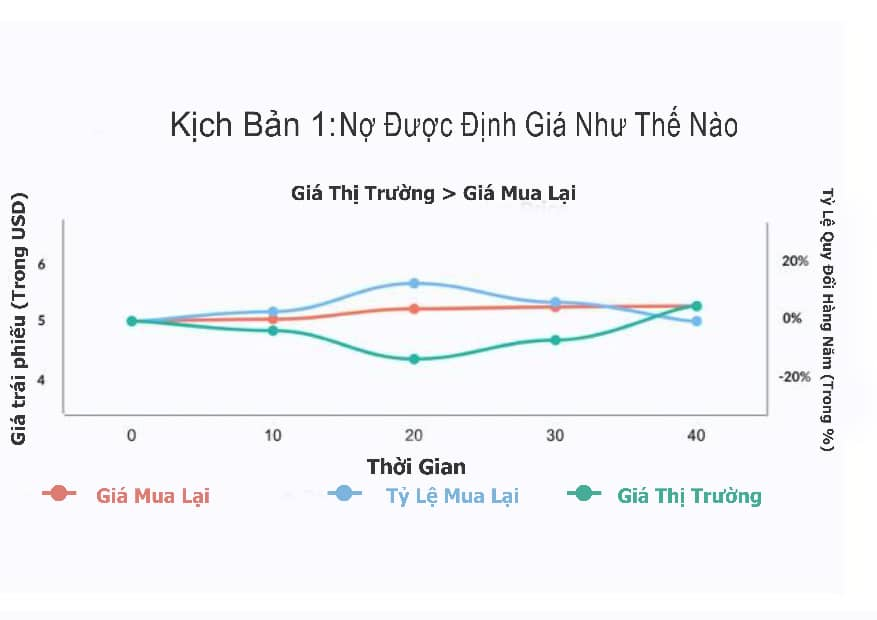 Kịch Bản 1:Nợ Được Định Giá Như Thế Nào
Giá Thị Trường > Giá Mua Lại
Giá trái phiếu (Trong USD)
6
5
4
20%
0%
-20%
Tỷ Lệ Quy Đổi Hàng Năm (Trong %)
0 10 20 30 40
Thời Gian
Giá Mua Lại Tỷ Lệ Mua Lại Giá Thị Trường